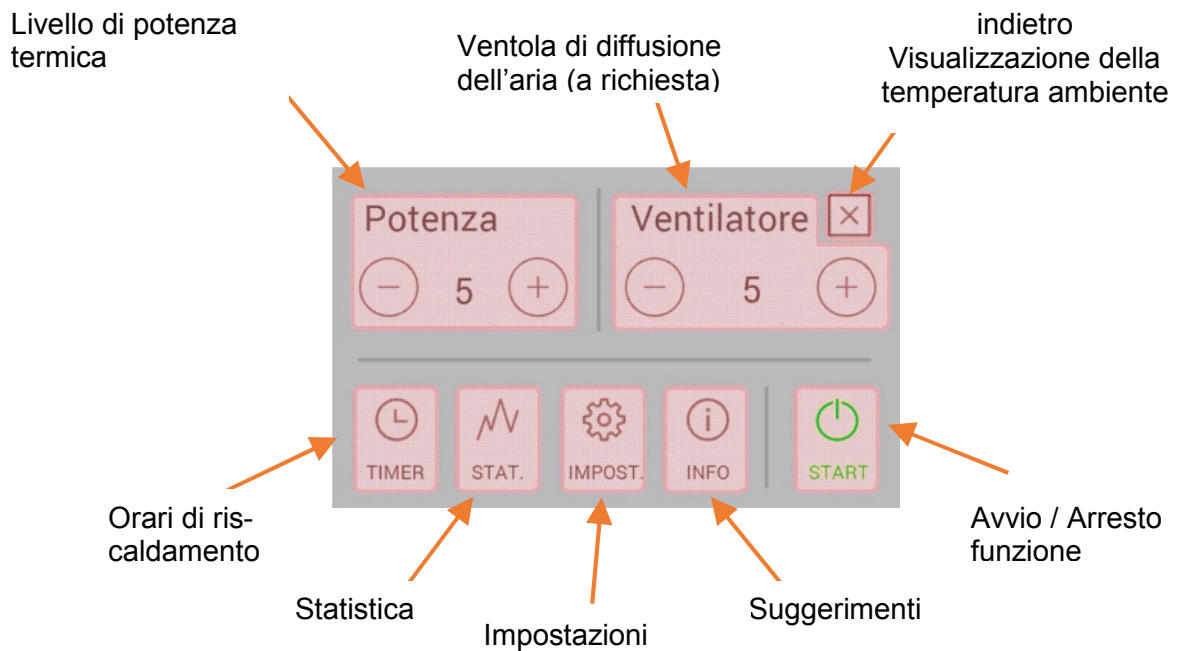 Livello di potenza
termica
Ventola di diffusione
dell'aria (a richiesta)
indietro
Visualizzazione della
temperatura ambiente
Potenza
Ventilatore ×
− 5 +
− 5 +
TIMER
STAT.
IMPOST.
INFO
START
Orari di ris-
caldamento
Statistica
Impostazioni
Suggerimenti
Avvio / Arresto
funzione